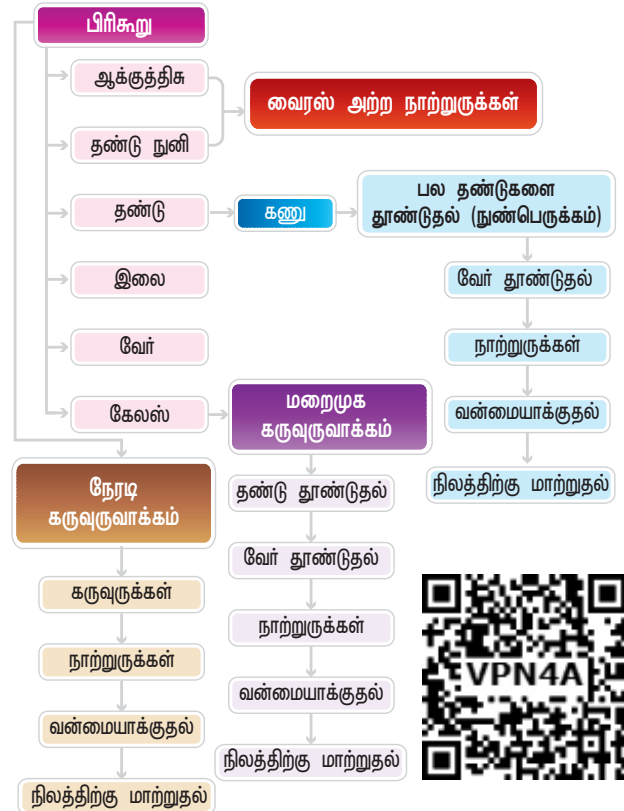 பிரிகூறு
ஆக்குத்திசு
தண்டு நுனி
வைரஸ் அற்ற நாற்றுருக்கள்
தண்டு
கணு
பல தண்டுகளை
தூண்டுதல் (நுண்பெருக்கம்)
வேர் தூண்டுதல்
நாற்றுருக்கள்
வன்மையாக்குதல்
நிலத்திற்கு மாற்றுதல்
இலை
வேர்
கேலஸ்
மறைமுக
கருவுருவாக்கம்
தண்டு தூண்டுதல்
வேர் தூண்டுதல்
நாற்றுருக்கள்
வன்மையாக்குதல்
நிலத்திற்கு மாற்றுதல்
நேரடி
கருவுருவாக்கம்
கருவுருக்கள்
நாற்றுருக்கள்
வன்மையாக்குதல்
நிலத்திற்கு மாற்றுதல்
VPN4A